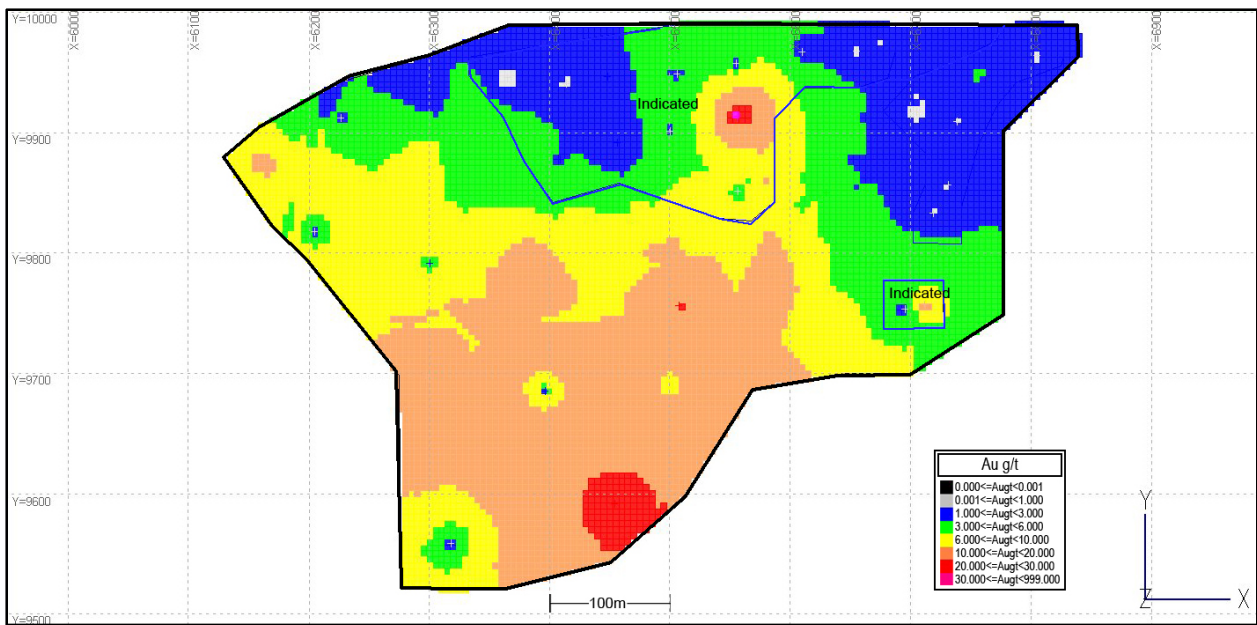 Y=10000
X=6000
X=6100
X=6200
X=6300
X=6900
Y=9900
Indicated
Y=9800
Indicated
Y=9700
Y=9600
Y=9500
100m
Au g/t
0.000<=Augt<0.001
0.001<=Augt<1.000
1.000<=Augt<3.000
3.000<=Augt<6.000
6.000<=Augt<10.000
10.000<=Augt<20.000
20.000<=Augt<30.000
30.000<=Augt<999.000
Y
Z
X